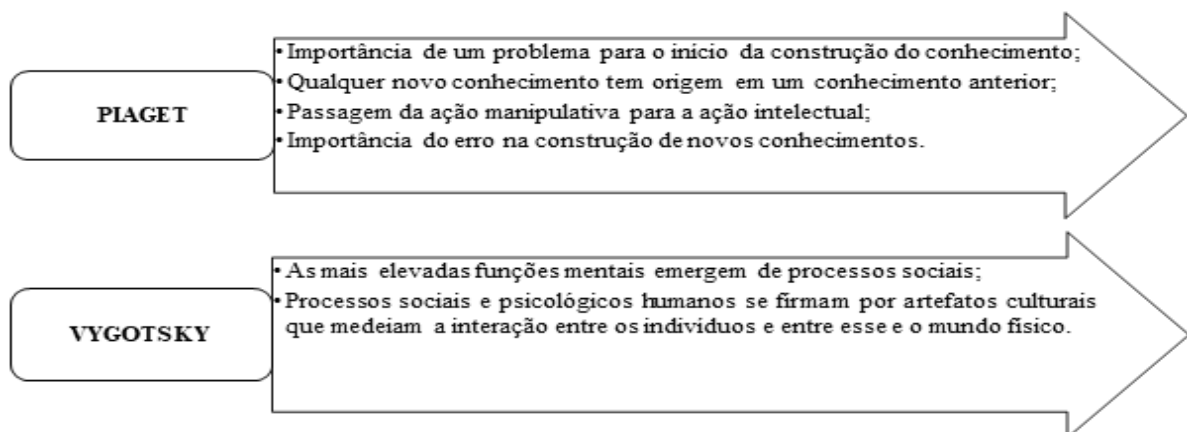 PIAGET
• Importância de um problema para o início da construção do conhecimento;
• Qualquer novo conhecimento tem origem em um conhecimento anterior;
• Passagem da ação manipulativa para a ação intelectual;
• Importância do erro na construção de novos conhecimentos.
VYGOTSKY
• As mais elevadas funções mentais emergem de processos sociais;
• Processos sociais e psicológicos humanos se firmam por artefatos culturais
que medeiam a interação entre os indivíduos e entre esse e o mundo físico.